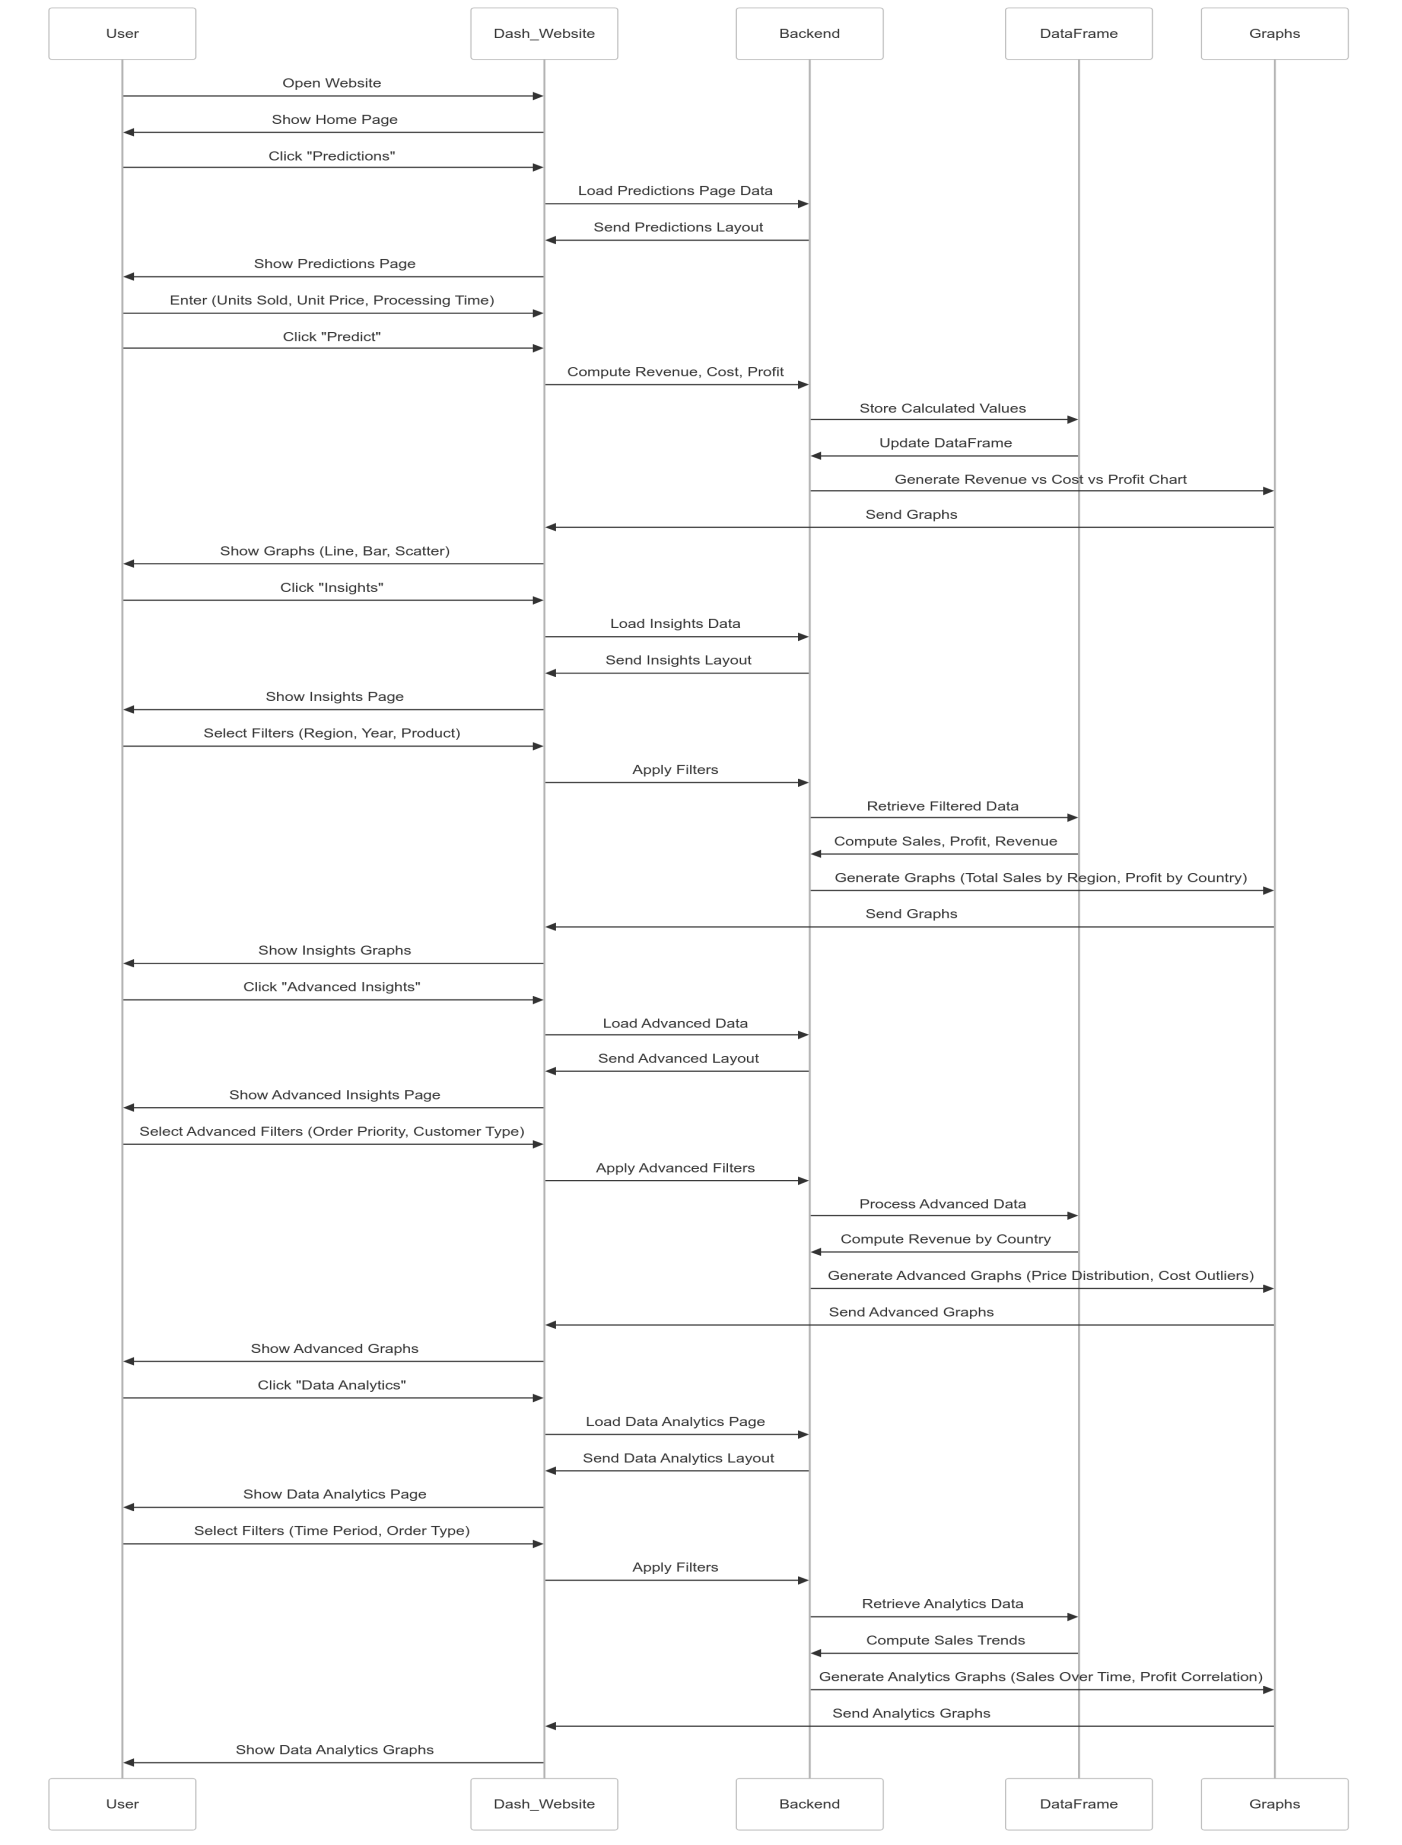 User
Dash_Website
Backend
DataFrame
Graphs
Open Website
Show Home Page
Click "Predictions"
Load Predictions Page Data
Send Predictions Layout
Show Predictions Page
Enter (Units Sold, Unit Price, Processing Time)
Click "Predict"
Compute Revenue, Cost, Profit
Store Calculated Values
Update DataFrame
Generate Revenue vs Cost vs Profit Chart
Send Graphs
Show Graphs (Line, Bar, Scatter)
Click "Insights"
Load Insights Data
Send Insights Layout
Show Insights Page
Select Filters (Region, Year, Product)
Apply Filters
Retrieve Filtered Data
Compute Sales, Profit, Revenue
Generate Graphs (Total Sales by Region, Profit by Country)
Send Graphs
Show Insights Graphs
Click "Advanced Insights"
Load Advanced Data
Send Advanced Layout
Show Advanced Insights Page
Select Advanced Filters (Order Priority, Customer Type)
Apply Advanced Filters
Process Advanced Data
Compute Revenue by Country
Generate Advanced Graphs (Price Distribution, Cost Outliers)
Send Advanced Graphs
Show Advanced Graphs
Click "Data Analytics"
Load Data Analytics Page
Send Data Analytics Layout
Show Data Analytics Page
Select Filters (Time Period, Order Type)
Apply Filters
Retrieve Analytics Data
Compute Sales Trends
Generate Analytics Graphs (Sales Over Time, Profit Correlation)
Send Analytics Graphs
Show Data Analytics Graphs
User
Dash_Website
Backend
DataFrame
Graphs